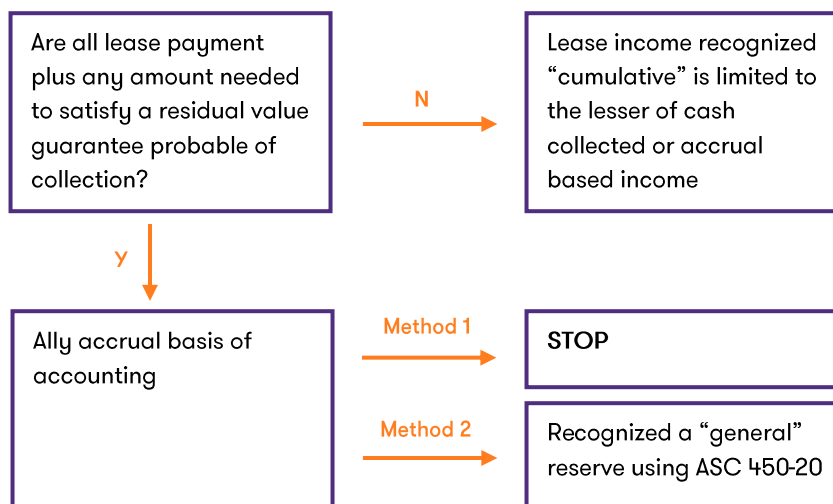 Are all lease payment
plus any amount needed
to satisfy a residual value
guarantee probable of
collection?
N
Lease income recognized
“cumulative” is limited to
the lesser of cash
collected or accrual
based income
y
Ally accrual basis of
accounting
Method 1
STOP
Method 2
Recognized a “general”
reserve using ASC 450-20